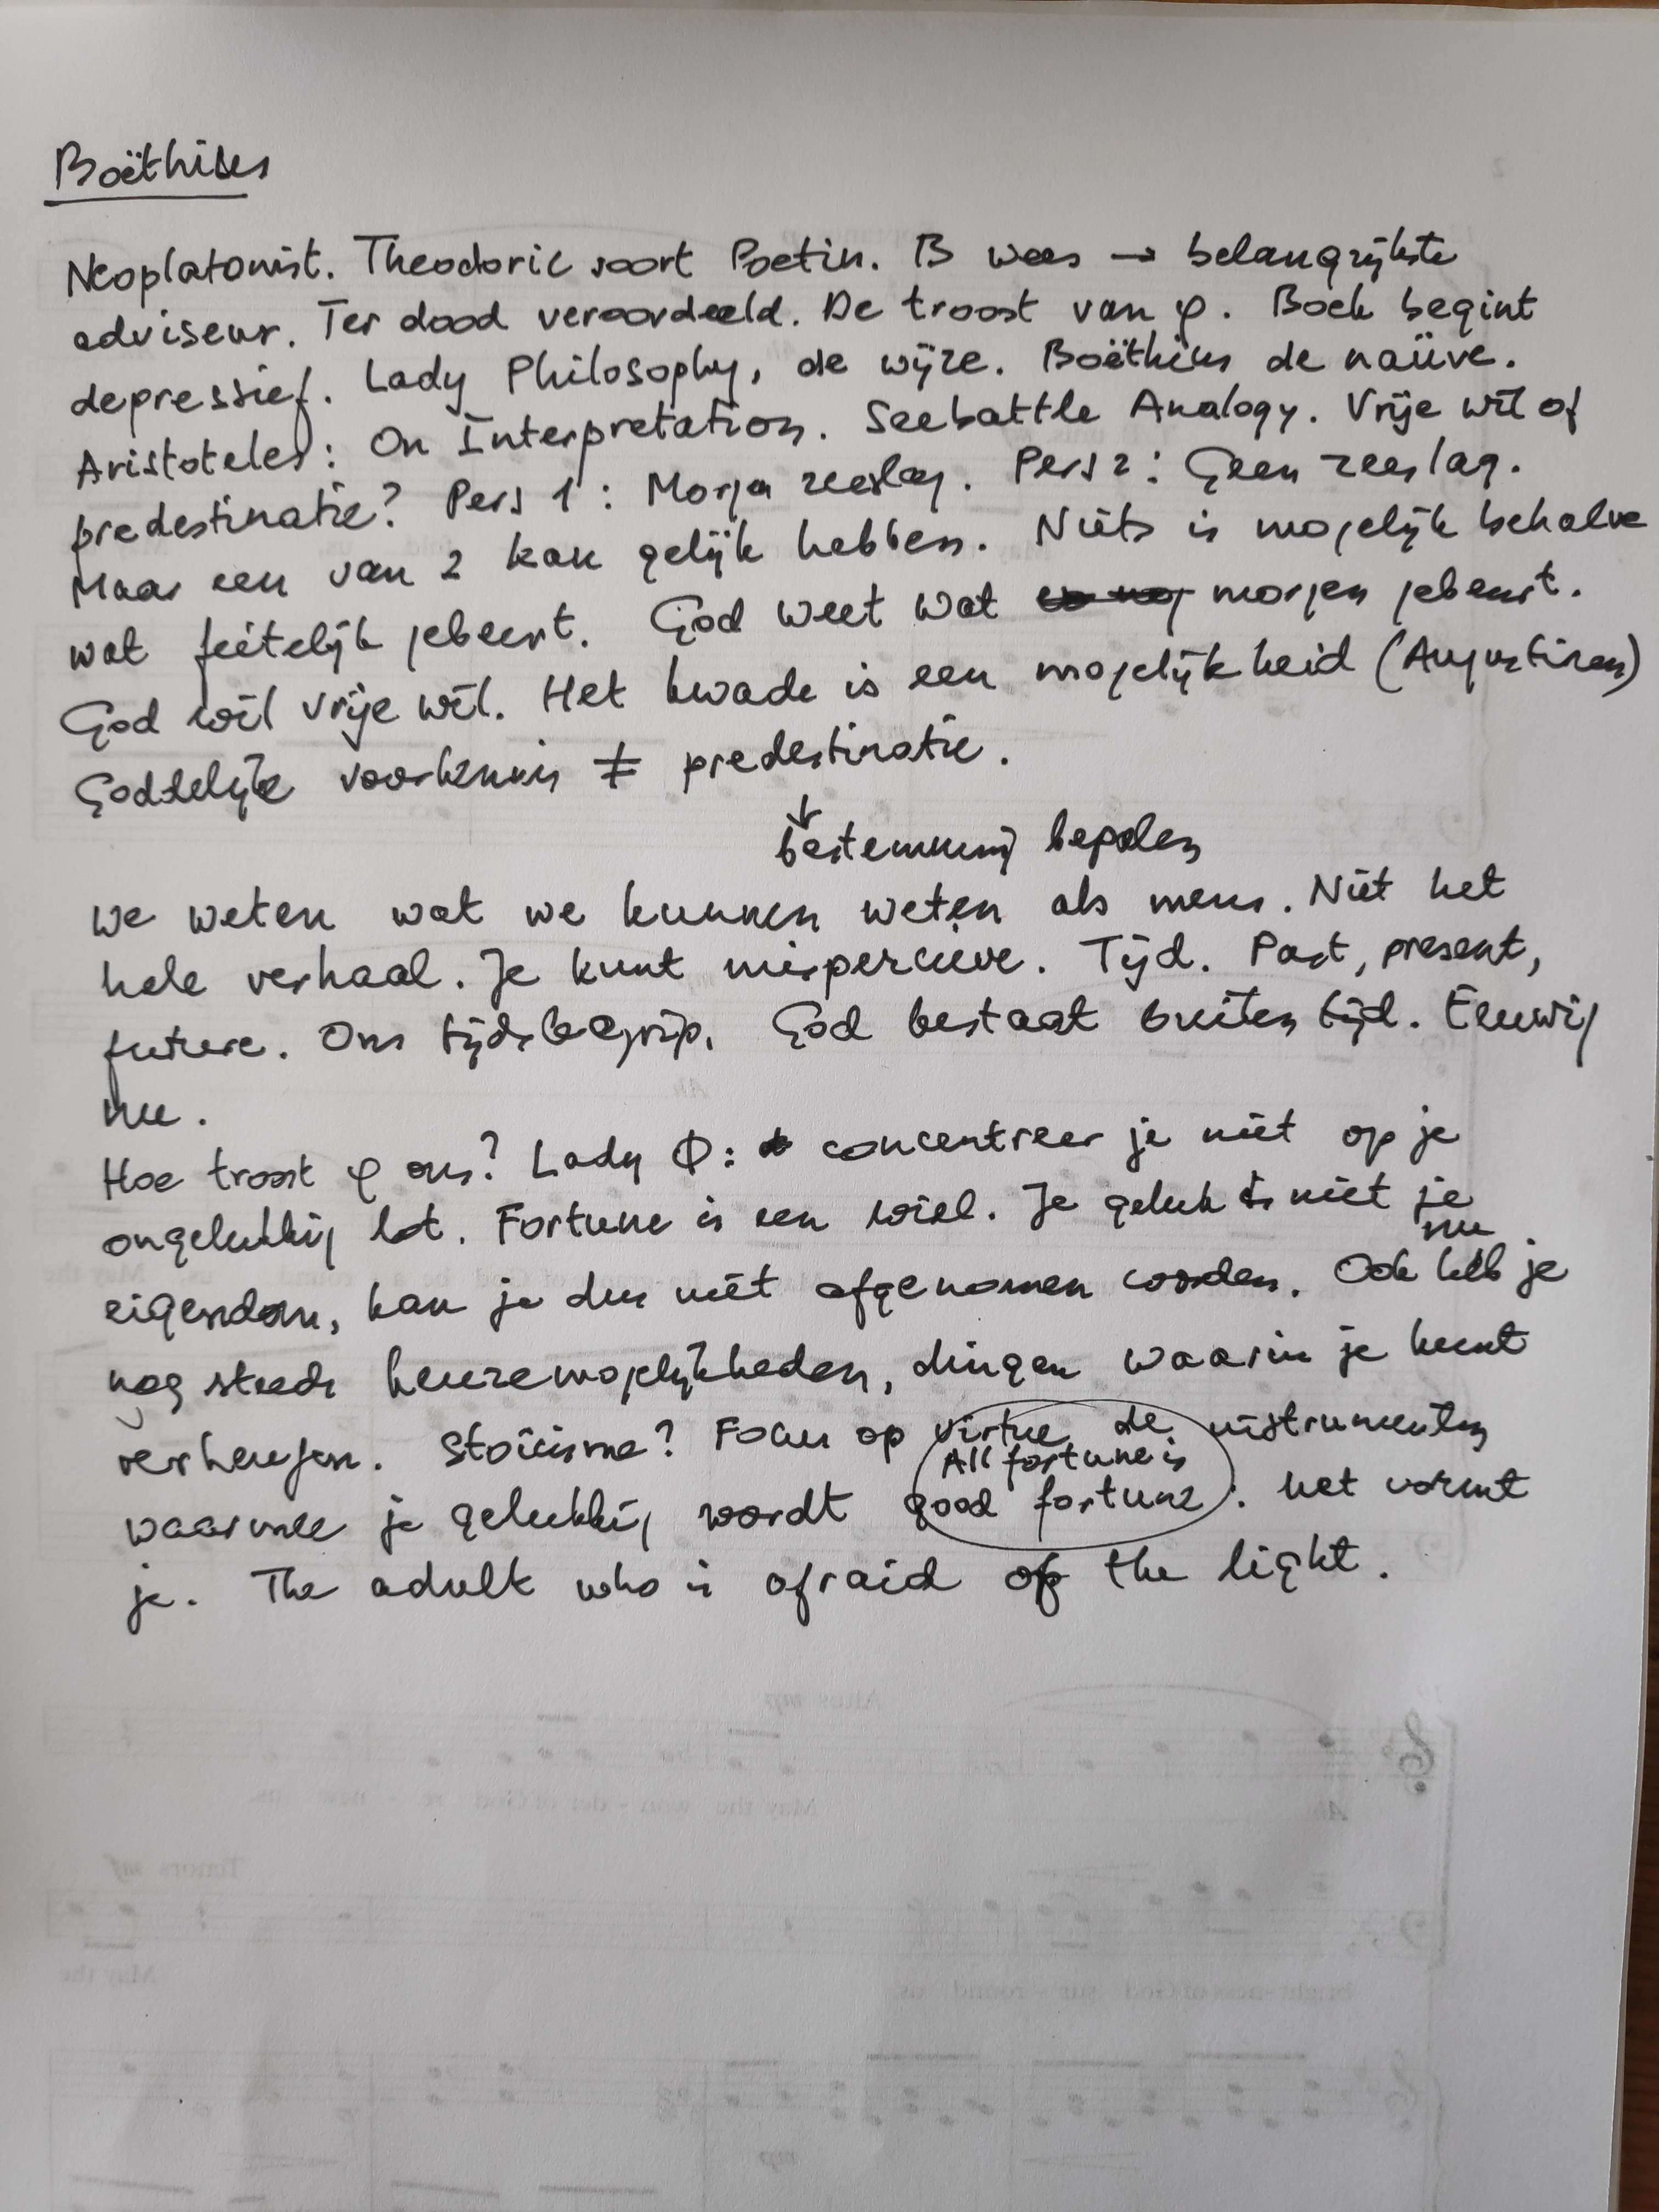 Boëthius
Neoplatonist. Theodoric soort Poetin. B wees → belangrijkste
adviseur. Ter dood veroordeeld. De troost van φ. Boek begint
depressief. Lady Philosophy, de wijze. Boëthius de naïve.
Aristoteles: On Interpretation. Seebattle Analogy. Vrije wil of
predestinatie? Pers 1: Morgen zeeslag. Pers 2: Geen zeeslag.
Maar een van 2 kan gelijk hebben. Niets is mogelijk behalve
wat feitelijk gebeurt. God weet wat morgen gebeurt.
God wil vrije wil. Het kwade is een mogelijkheid (Augustinus)
Goddelijke voorkennis ≠ predestinatie.
↓
bestemming bepalen
We weten wat we kunnen weten als mens. Niet het
hele verhaal. Je kunt misperceive. Tijd. Past, present,
future. Ons tijdsbegrip. God bestaat buiten tijd. Eeuwig
nu.
Hoe troost φ ons? Lady Φ: concentreer je niet op je
ongelukkig lot. Fortune is een wiel. Je geluk is niet je
eigendom, kan je dus niet afgenomen worden. Ook heb je nu
nog steeds keuzemogelijkheden, dingen waarin je kunt
verheugen. Stoïcisme? Focus op virtue de instrumenten
waarmee je gelukkig wordt. All fortune is
good fortune. Het vormt
je. The adult who is afraid of the light.